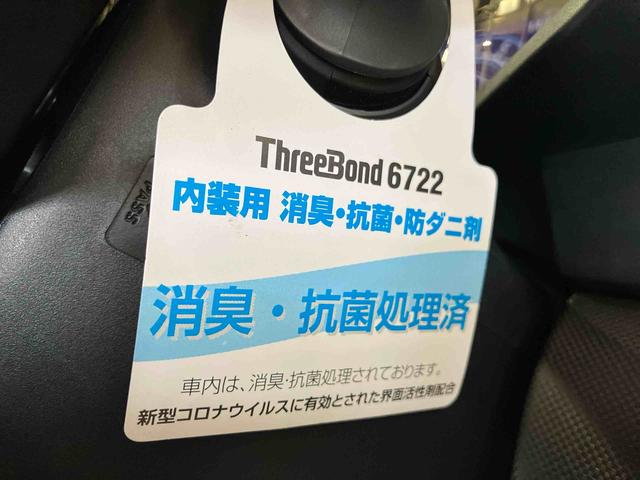 ThreeBond 6722
内装用 消臭・抗菌・防ダニ剤
消臭・抗菌処理済
車内は、消臭・抗菌処理されております。
新型コロナウイルスに有効とされた界面活性剤配合
PASS